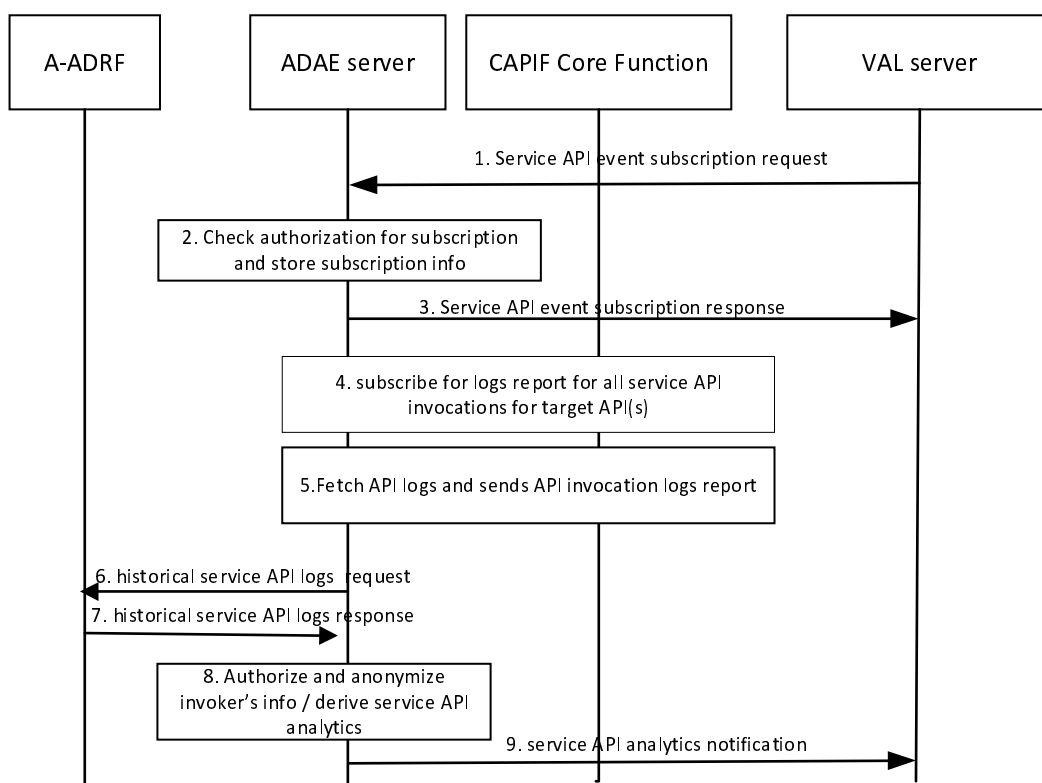 A-ADRF
ADAE server
CAPIF Core Function
VAL server
1. Service API event subscription request
2. Check authorization for subscription
and store subscription info
3. Service API event subscription response
4. subscribe for logs report for all service API
invocations for target API(s)
5.Fetch API logs and sends API invocation logs report
6. historical service API logs request
7. historical service API logs response
8. Authorize and anonymize
invoker’s info / derive service API
analytics
9. service API analytics notification